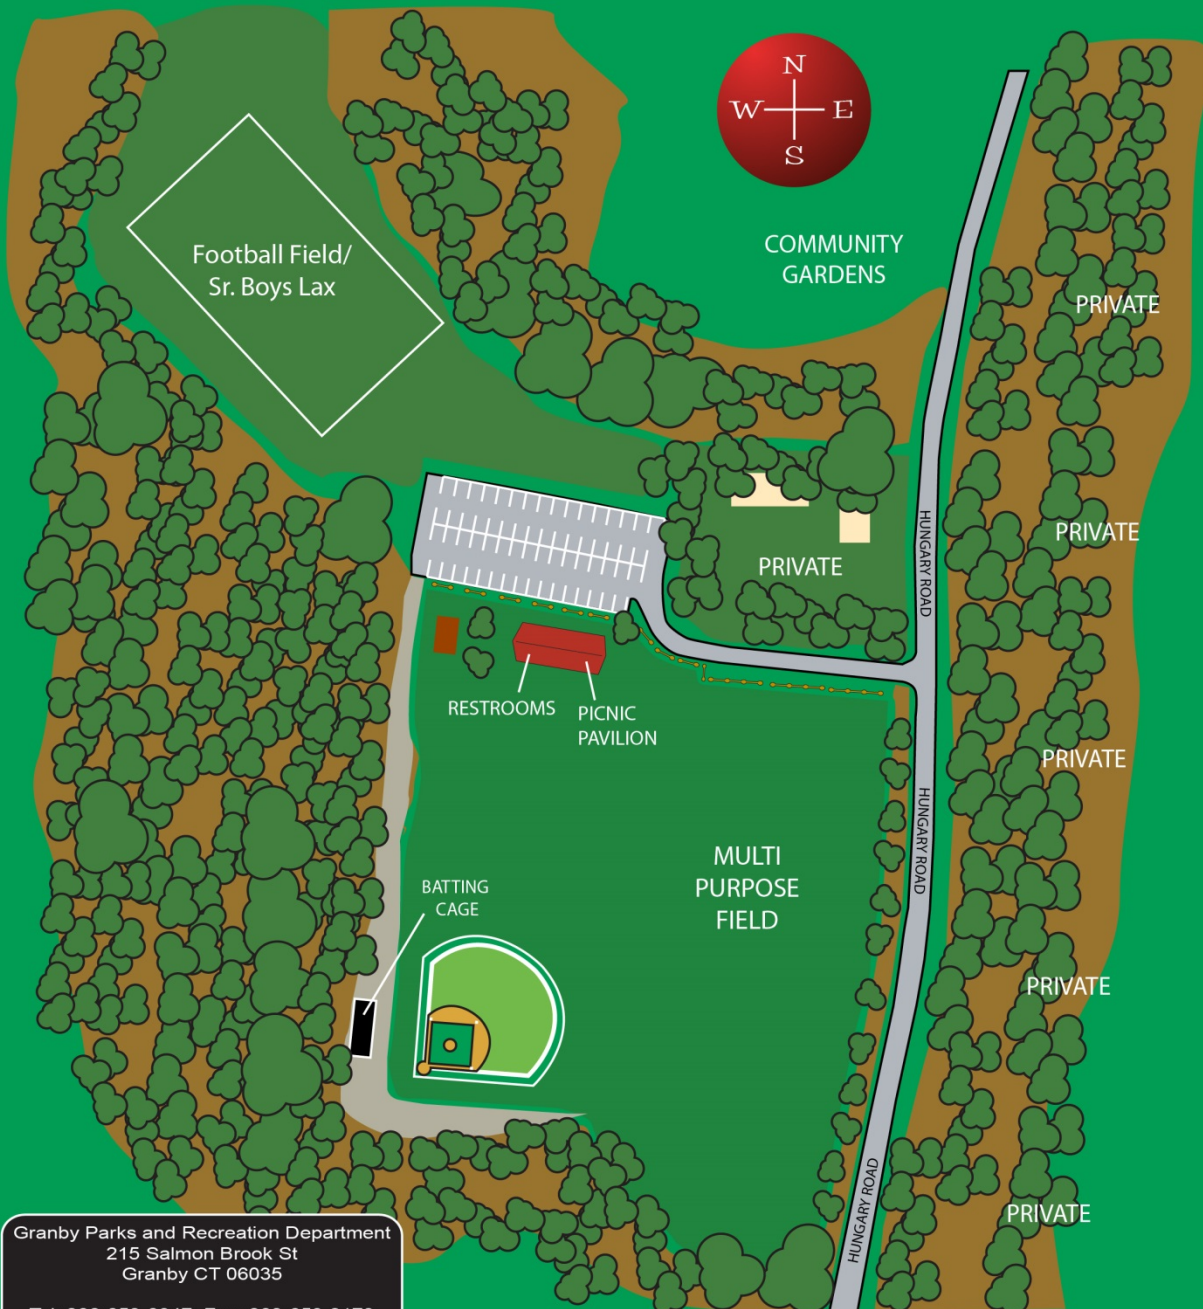 N
W E
S
COMMUNITY
GARDENS
Football Field/
Sr. Boys Lax
PRIVATE
PRIVATE
PRIVATE
HUNGARY ROAD
RESTROOMS
PICNIC
PAVILION
PRIVATE
HUNGARY ROAD
MULTI
PURPOSE
FIELD
BATTING
CAGE
PRIVATE
HUNGARY ROAD
PRIVATE
Granby Parks and Recreation Department
215 Salmon Brook St
Granby CT 06035